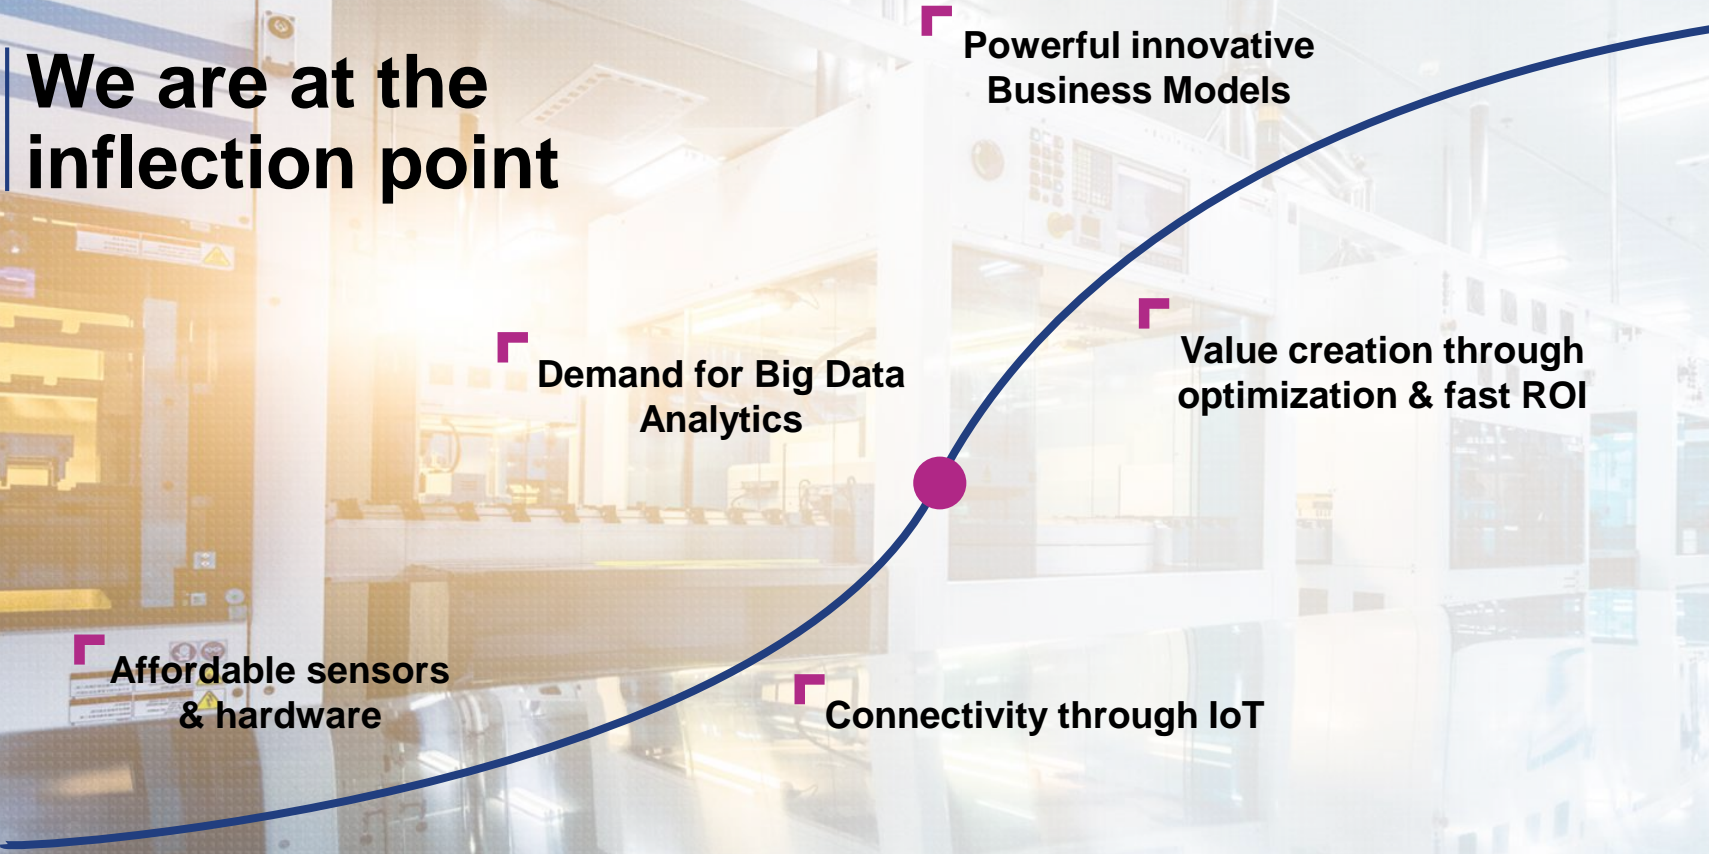 We are at the
inflection point
Powerful innovative
Business Models
Demand for Big Data
Analytics
Value creation through
optimization & fast ROI
Affordable sensors
& hardware
Connectivity through IoT